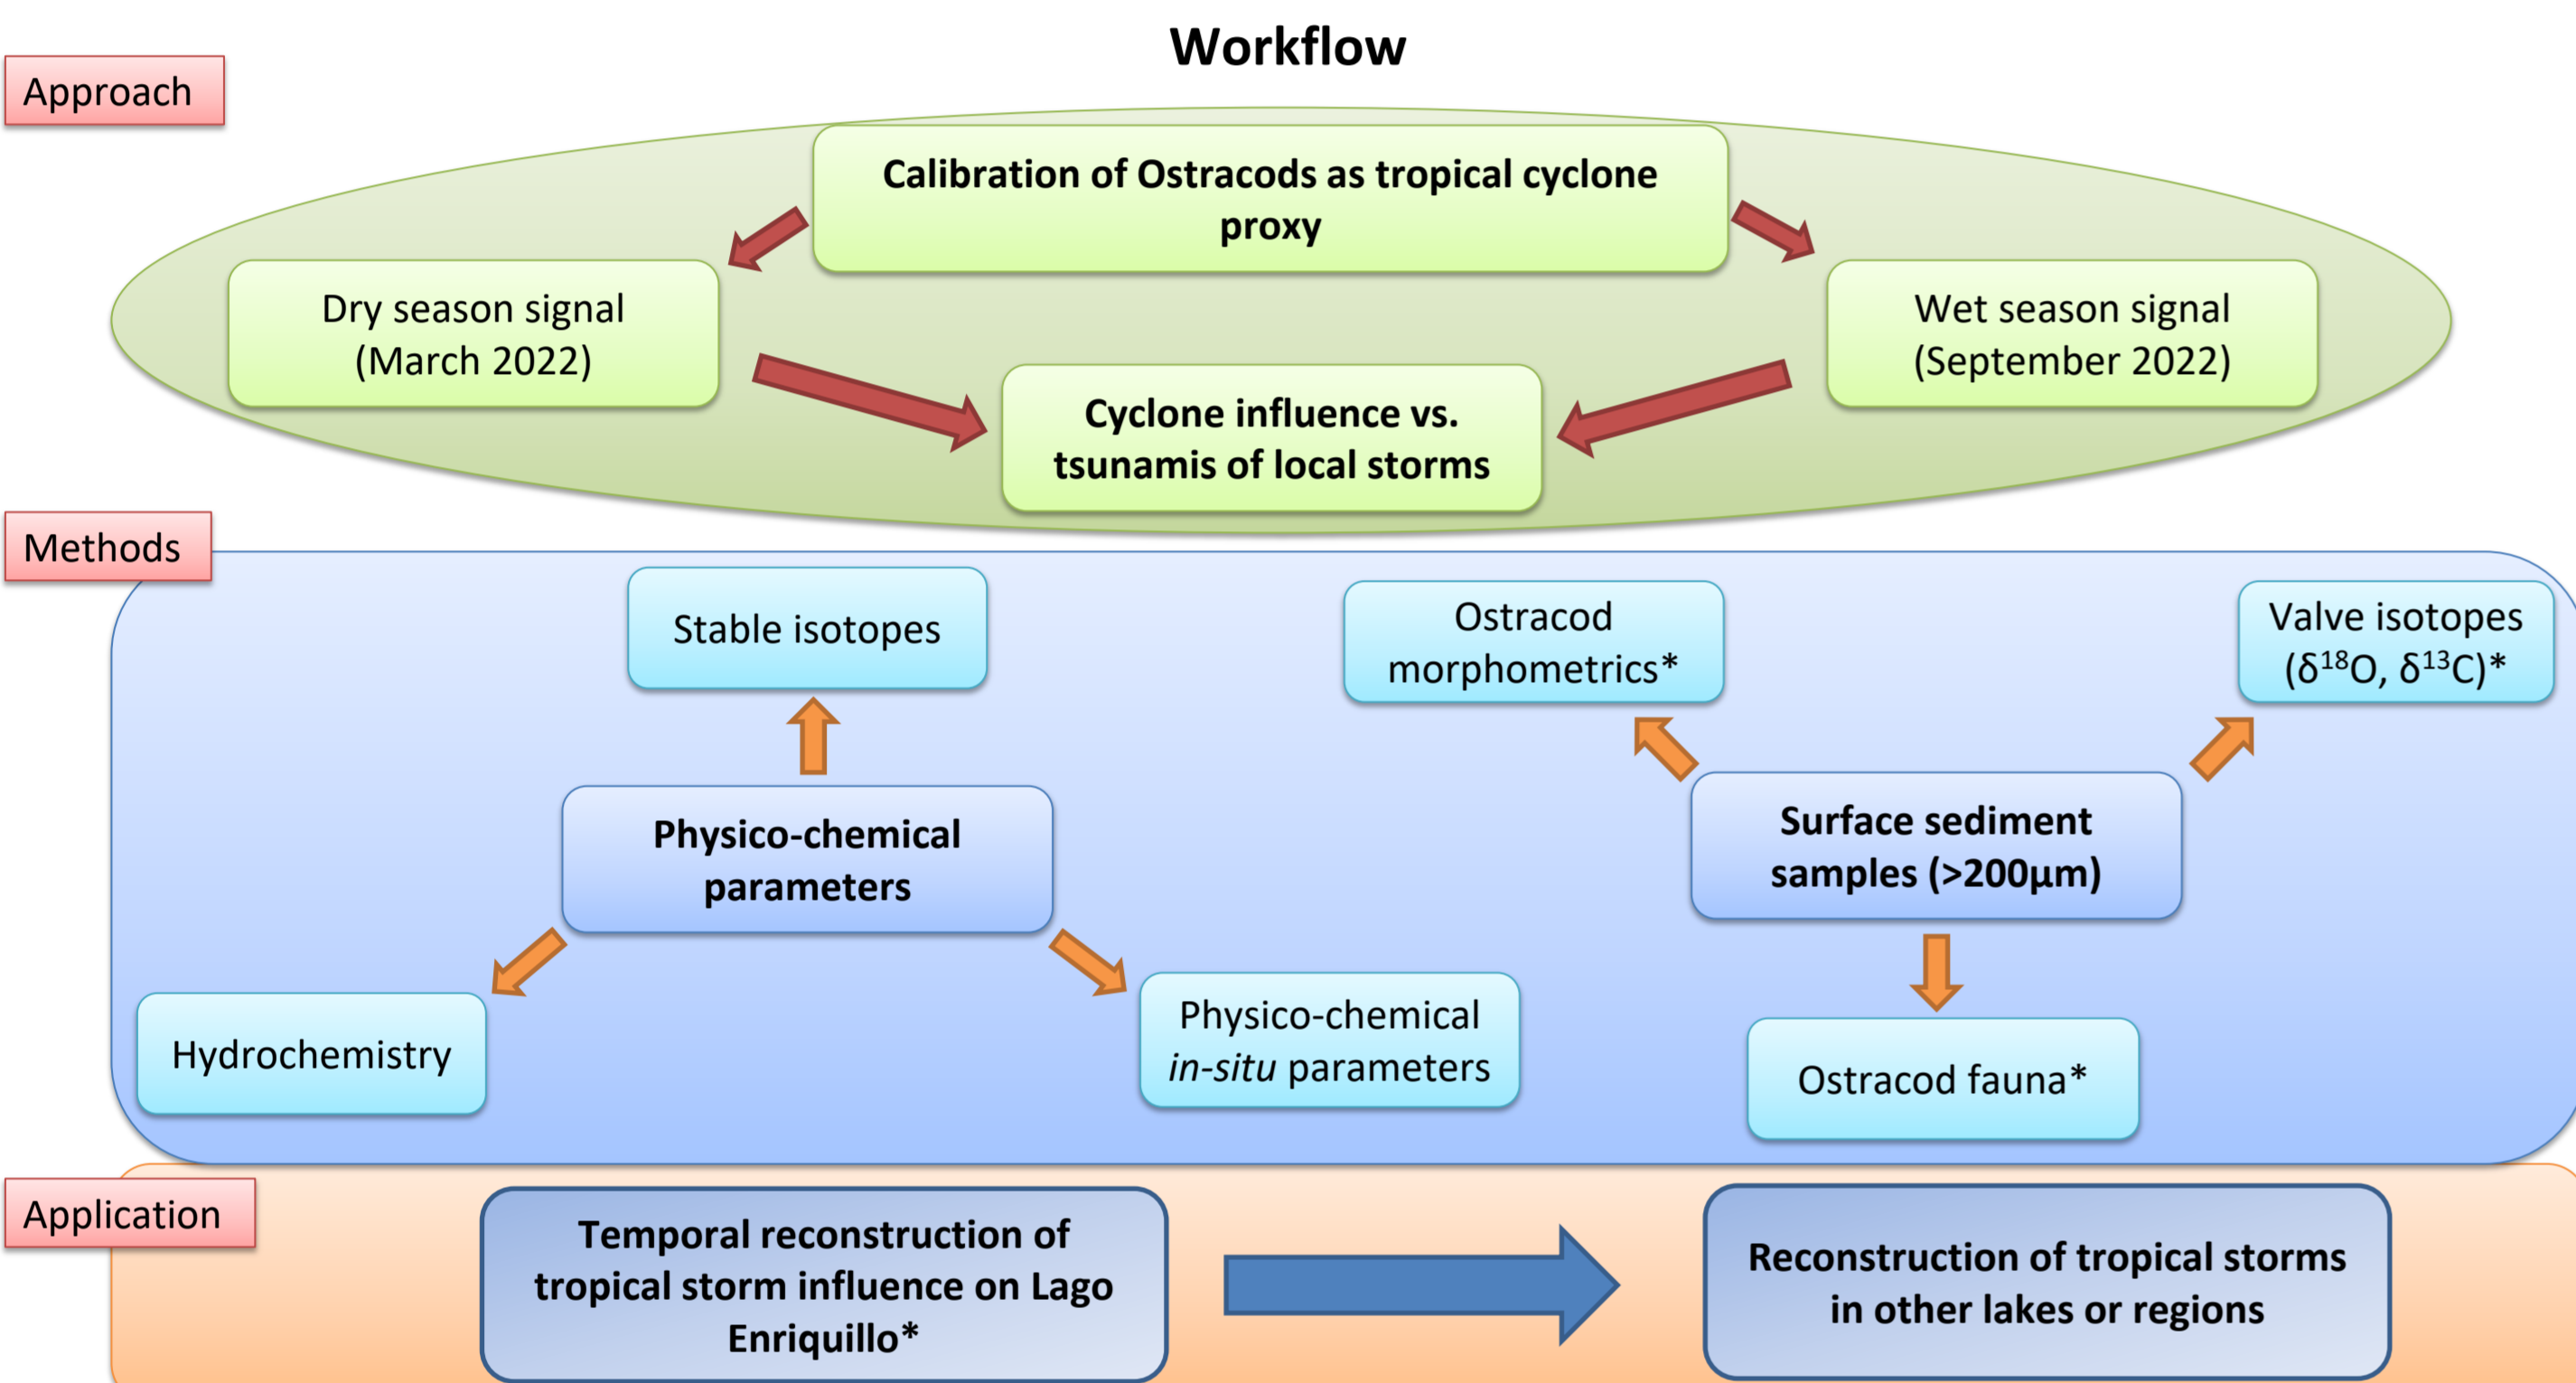 Workflow
Approach
Calibration of Ostracods as tropical cyclone
proxy
Dry season signal
(March 2022)
Wet season signal
(September 2022)
Cyclone influence vs.
tsunamis of local storms
Methods
Stable isotopes
Ostracod
morphometrics*
Valve isotopes
(δ¹⁸O, δ¹³C)*
Physico-chemical
parameters
Surface sediment
samples (>200µm)
Hydrochemistry
Physico-chemical
in-situ parameters
Ostracod fauna*
Application
Temporal reconstruction of
tropical storm influence on Lago
Enriquillo*
Reconstruction of tropical storms
in other lakes or regions